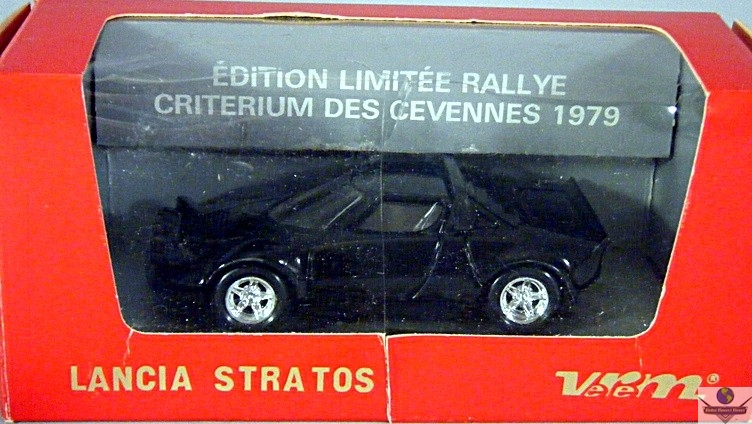 ÉDITION LIMITÉE RALLYE
CRITERIUM DES CEVENNES 1979
LANCIA STRATOS
Verem®